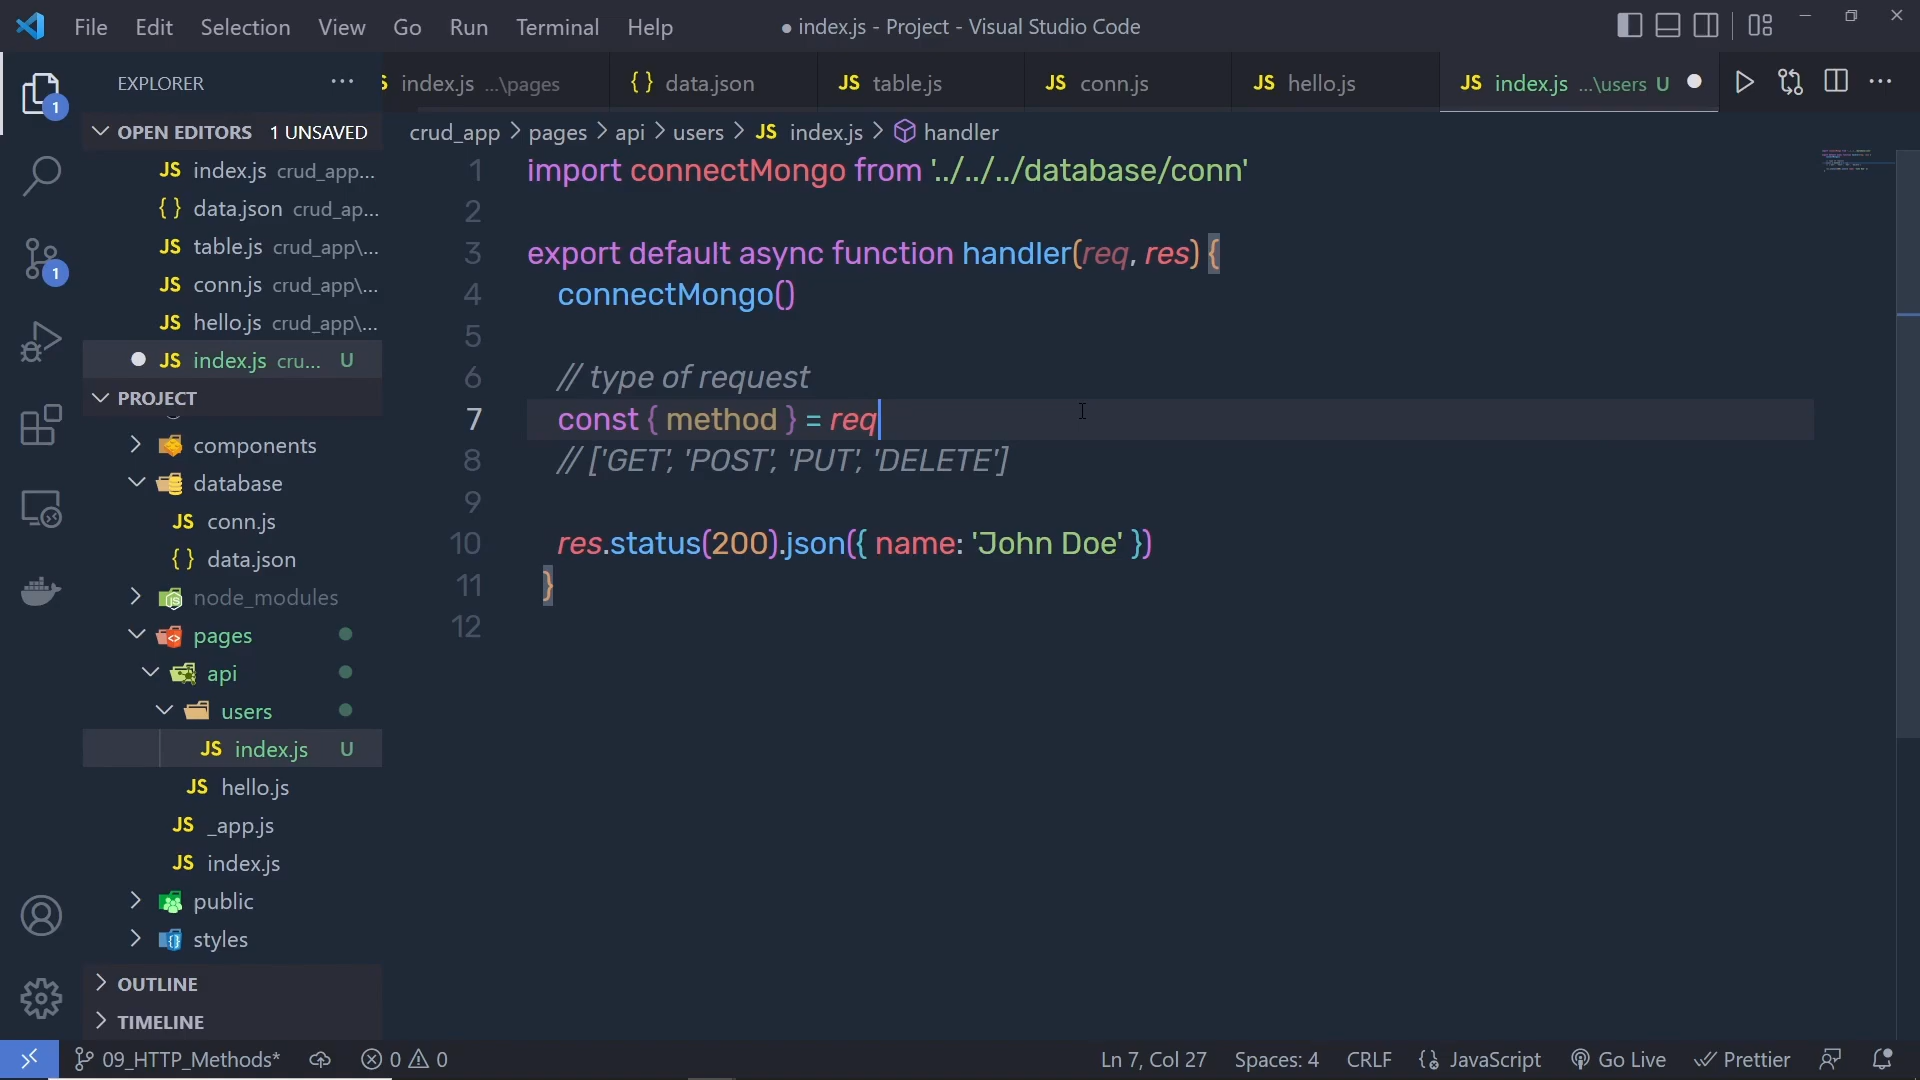 File Edit Selection View Go Run Terminal Help
● index.js - Project - Visual Studio Code
EXPLORER ...
index.js ...\pages
{ } data.json
JS table.js
JS conn.js
JS hello.js
JS index.js ...\users U
1
OPEN EDITORS 1 UNSAVED
JS index.js crud_app...
{ } data.json crud_ap...
JS table.js crud_app\...
JS conn.js crud_app\...
JS hello.js crud_app\...
JS index.js cru... U
1
PROJECT
components
database
JS conn.js
{ } data.json
node_modules
pages
api
users
JS index.js U
JS hello.js
JS _app.js
JS index.js
public
styles
OUTLINE
TIMELINE
crud_app > pages > api > users > JS index.js > handler
1 import connectMongo from '../../../database/conn'
2
3 export default async function handler(req, res) {
4 connectMongo()
5
6 // type of request
7 const { method } = req
8 // ['GET', 'POST', 'PUT', 'DELETE']
9
10 res.status(200).json({ name: 'John Doe' })
11 }
12
09_HTTP_Methods* 0 0
Ln 7, Col 27 Spaces: 4 CRLF { } JavaScript Go Live Prettier